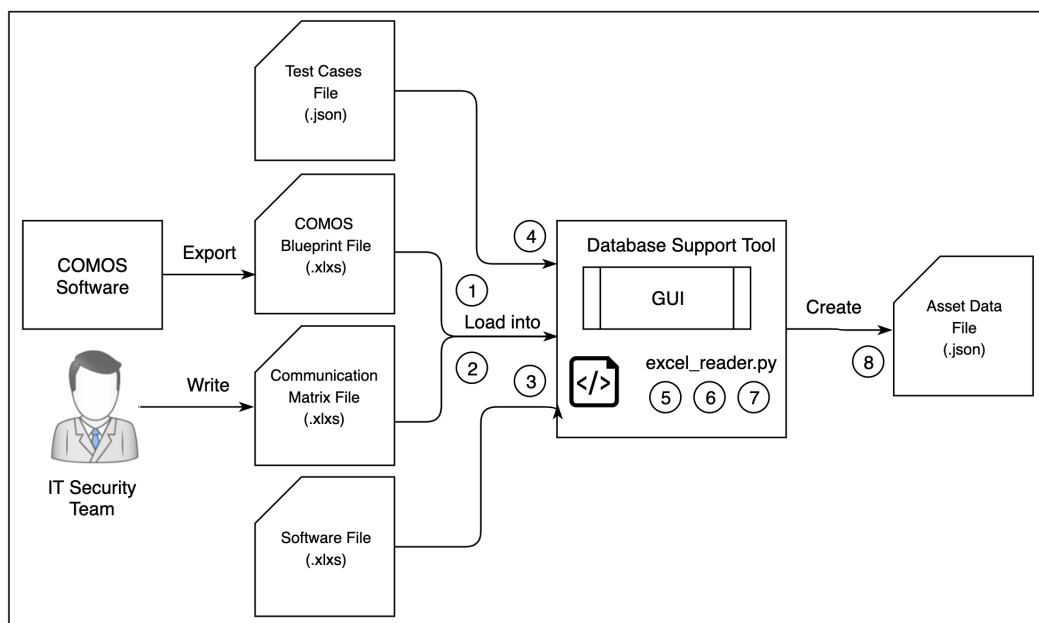 Test Cases
File
(.json)
COMOS
Software
Export
COMOS
Blueprint File
(.xlxs)
1
4
Load into
2
3
Database Support Tool
GUI
</>
excel_reader.py
5 6 7
Create
8
Asset Data
File
(.json)
IT Security
Team
Write
Communication
Matrix File
(.xlxs)
Software File
(.xlxs)